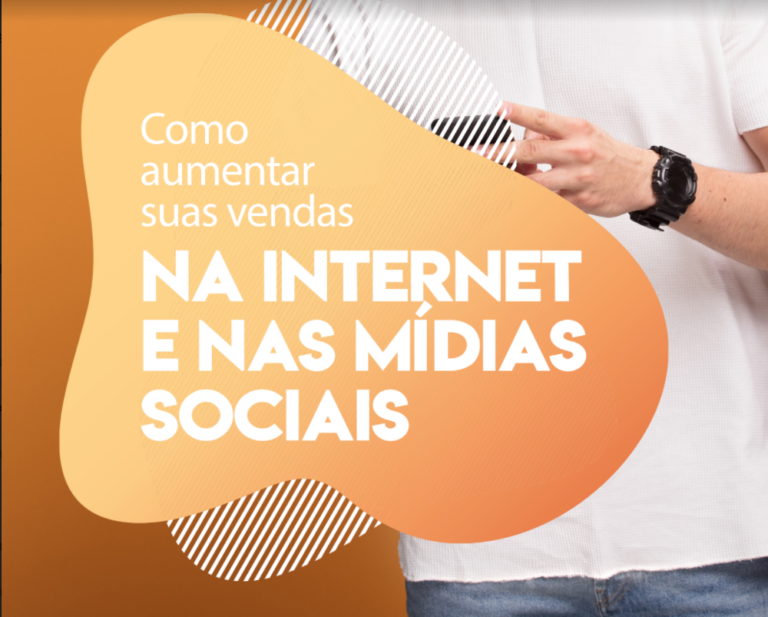 Como
aumentar
suas vendas
NA INTERNET
E NAS MÍDIAS
SOCIAIS